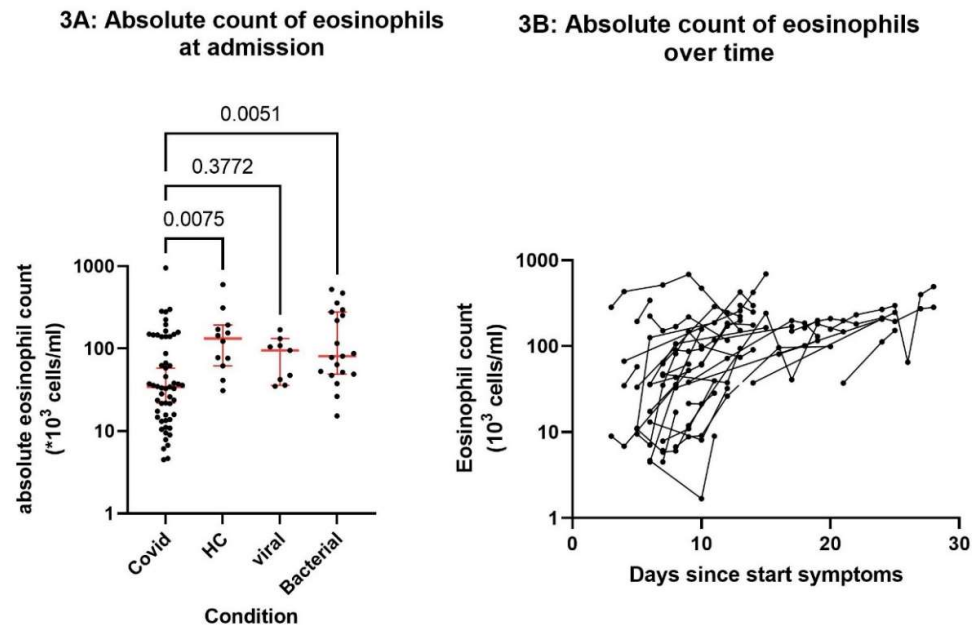 3A: Absolute count of eosinophils
at admission
0.0051
0.3772
0.0075
absolute eosinophil count
(*10³ cells/ml)
1000
100
10
1
Covid
HC
viral
Bacterial
Condition
3B: Absolute count of eosinophils
over time
Eosinophil count
(10³ cells/ml)
1000
100
10
1
0
10
20
30
Days since start symptoms